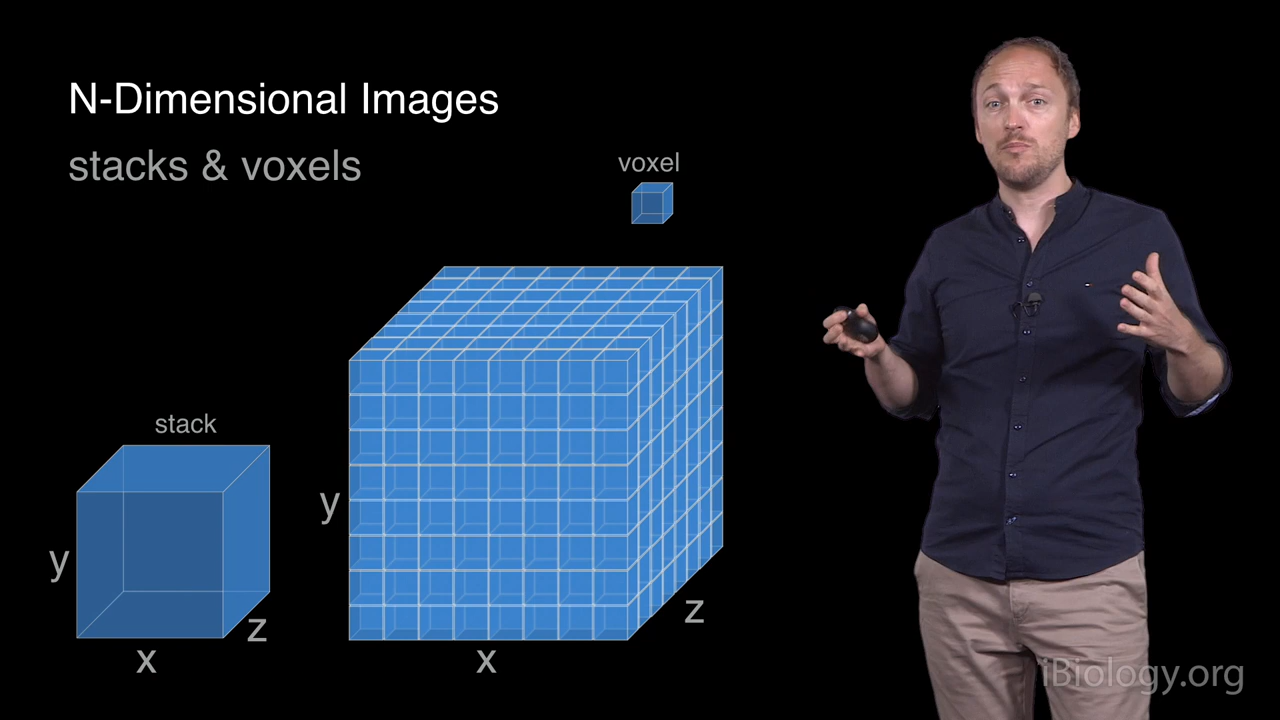 N-Dimensional Images
stacks & voxels
voxel
stack
y
x
z
y
x
z
iBiology.org